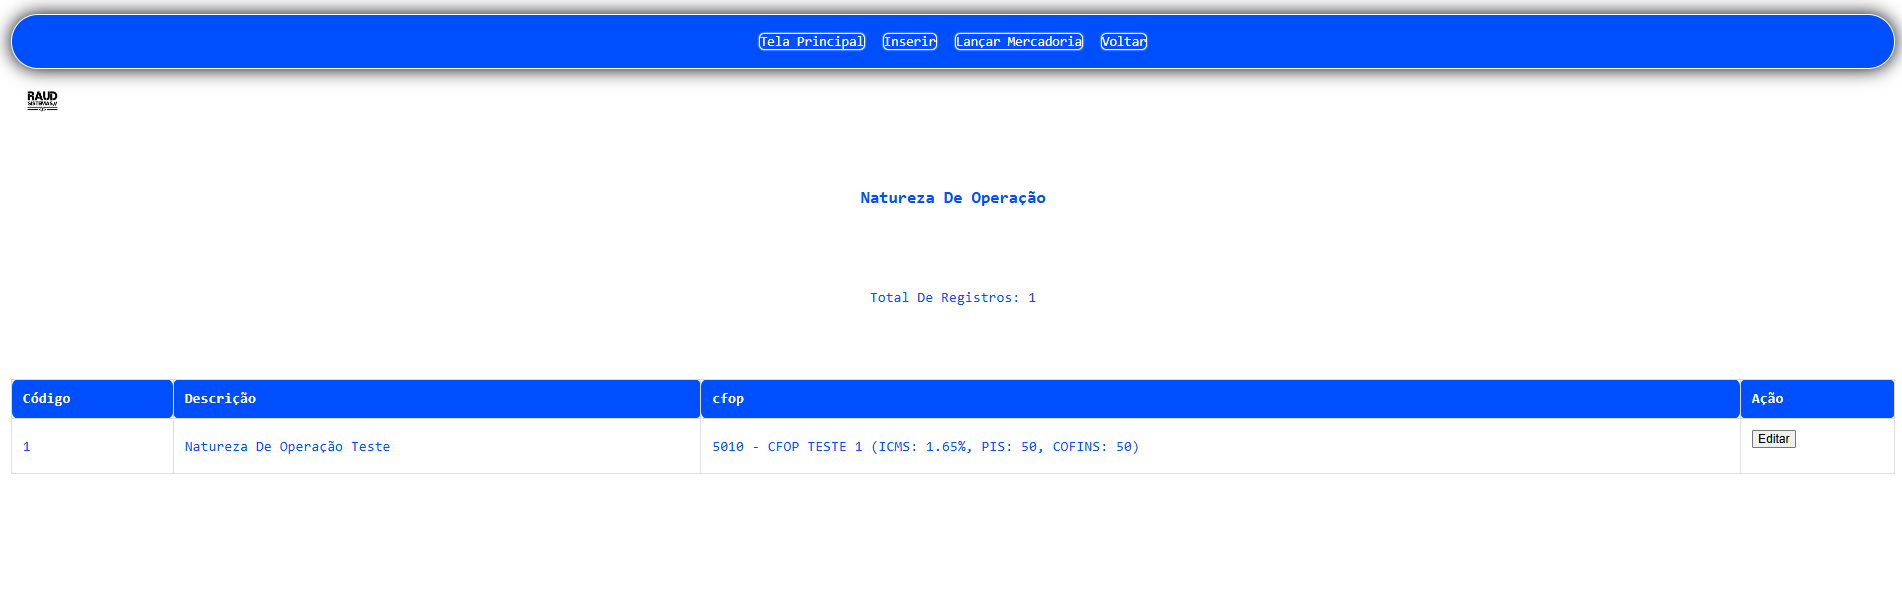 Tela Principal Inserir Lançar Mercadoria Voltar
RAUD
SISTEMAS//
Natureza De Operação
Total De Registros: 1
Código Descrição cfop Ação
1 Natureza De Operação Teste 5010 - CFOP TESTE 1 (ICMS: 1.65%, PIS: 50, COFINS: 50) Editar